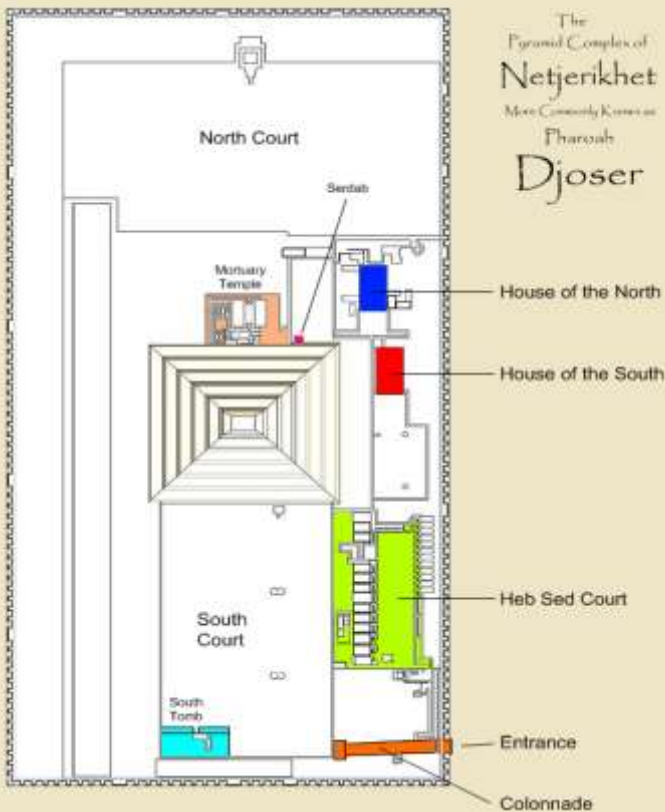 The
Pyramid Complex of
Netjerikhet
More Commonly Known as
Pharoah
Djoser
North Court
Serdab
Mortuary
Temple
House of the North
House of the South
Heb Sed Court
South
Court
South
Tomb
Entrance
Colonnade